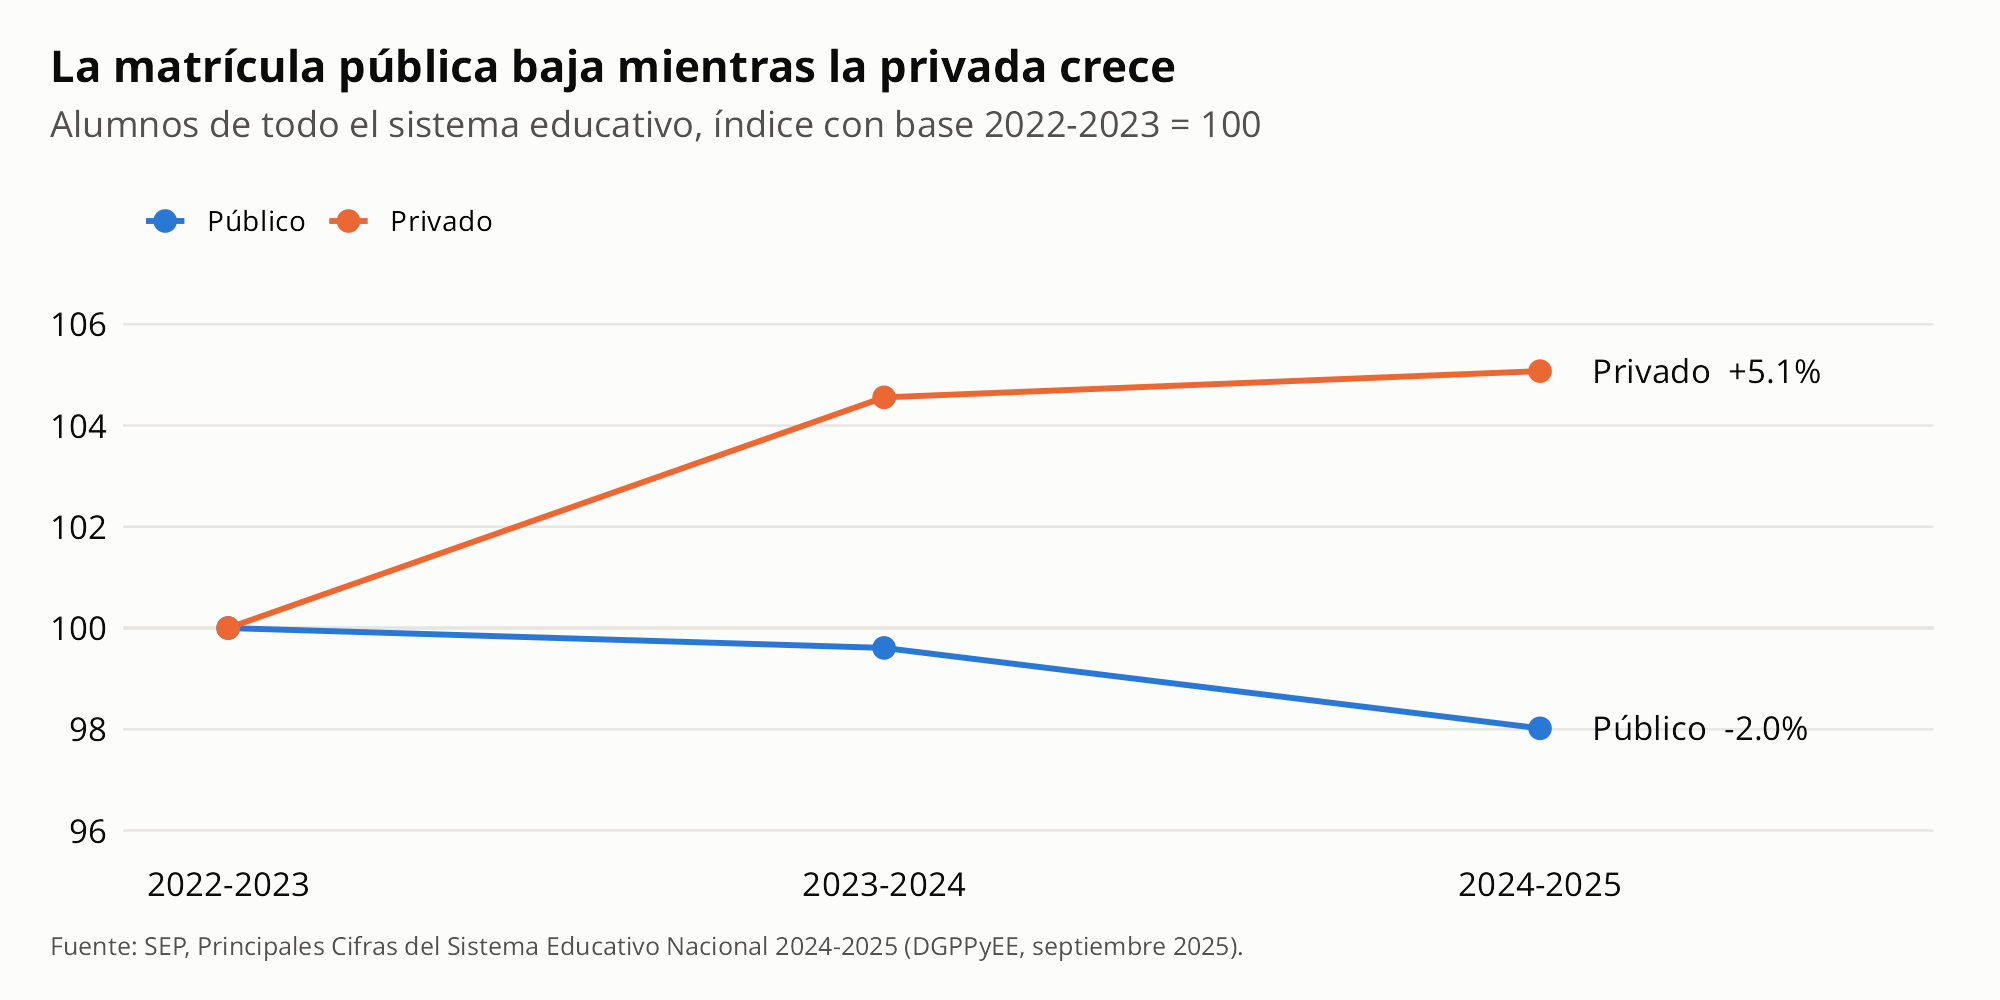 La matrícula pública baja mientras la privada crece
Alumnos de todo el sistema educativo, índice con base 2022-2023 = 100
Público Privado
106
Privado +5.1%
104
102
100
98
Público -2.0%
96
2022-2023 2023-2024 2024-2025
Fuente: SEP, Principales Cifras del Sistema Educativo Nacional 2024-2025 (DGPPyEE, septiembre 2025).